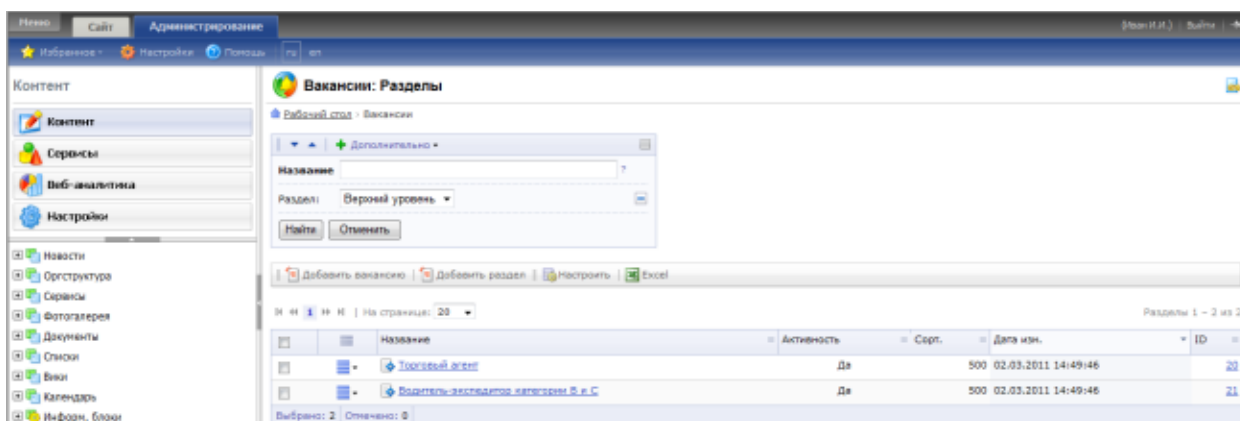 Меню Сайт Администрирование (Иван И.И.) Выйти
Избранное Настройки Помощь ru en
Контент
Контент
Сервисы
Веб-аналитика
Настройки
Новости
Оргструктура
Сервисы
Фотогалерея
Документы
Списки
Вики
Календарь
Информ. блоки
Вакансии: Разделы
Рабочий стол › Вакансии
Дополнительно
Название ?
Раздел: Верхний уровень
Найти Отменить
Добавить вакансию | Добавить раздел | Настроить | Excel
1 | На странице: 20 Разделы 1 – 2 из 2
Название Активность Сорт. Дата изм. ID
Торговый агент Да 500 02.03.2011 14:49:46 20
Водитель-экспедитор категории В и С Да 500 02.03.2011 14:49:46 21
Выбрано: 2 Отмечено: 0